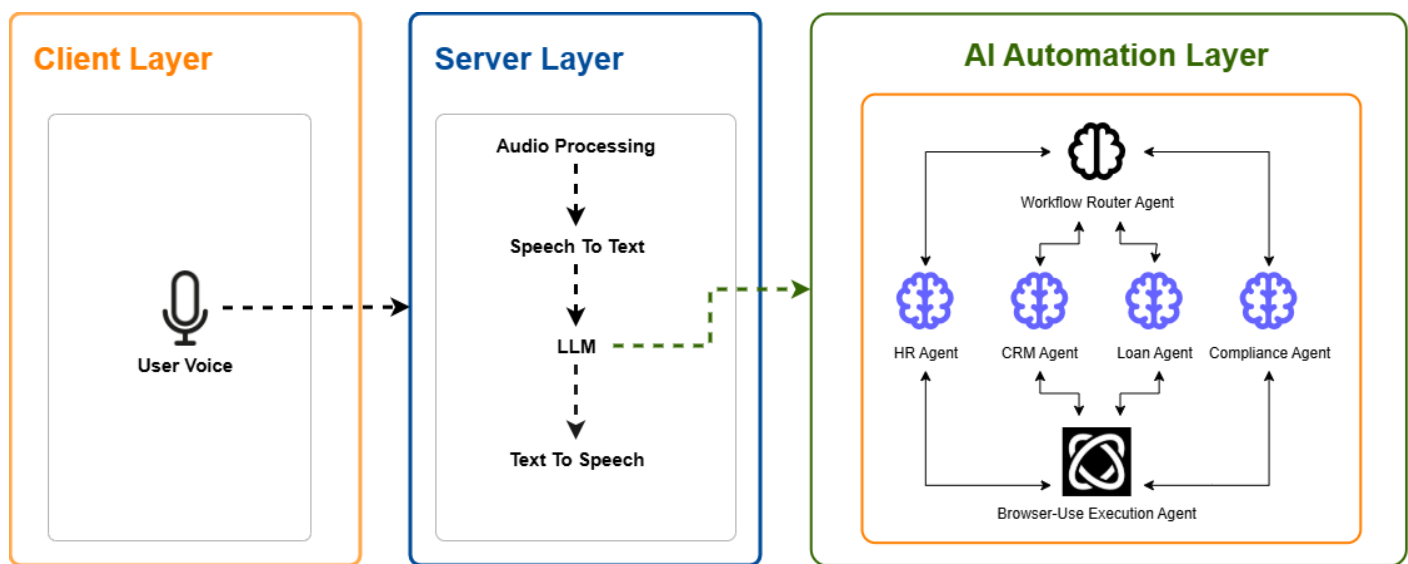 Client Layer
User Voice
Server Layer
Audio Processing
Speech To Text
LLM
Text To Speech
AI Automation Layer
Workflow Router Agent
HR Agent
CRM Agent
Loan Agent
Compliance Agent
Browser-Use Execution Agent